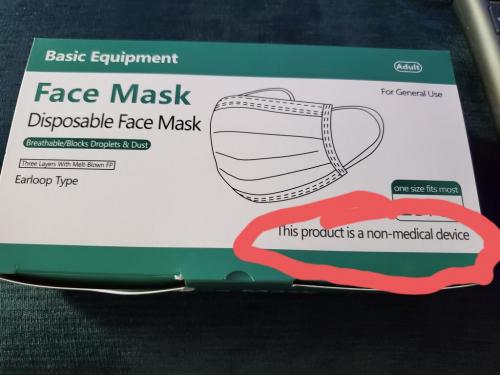 Basic Equipment
Adult
Face Mask
For General Use
Disposable Face Mask
Breathable/Blocks Droplets & Dust
Three Layers With Melt-Blown FP
Earloop Type
one size fits most
This product is a non-medical device